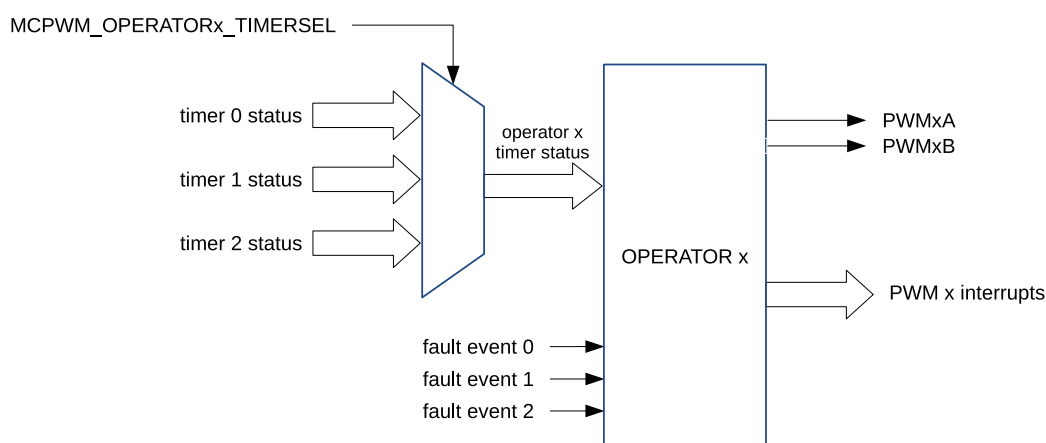 MCPWM_OPERATORx_TIMERSEL
timer 0 status
timer 1 status
timer 2 status
operator x
timer status
OPERATOR x
PWMxA
PWMxB
PWM x interrupts
fault event 0
fault event 1
fault event 2